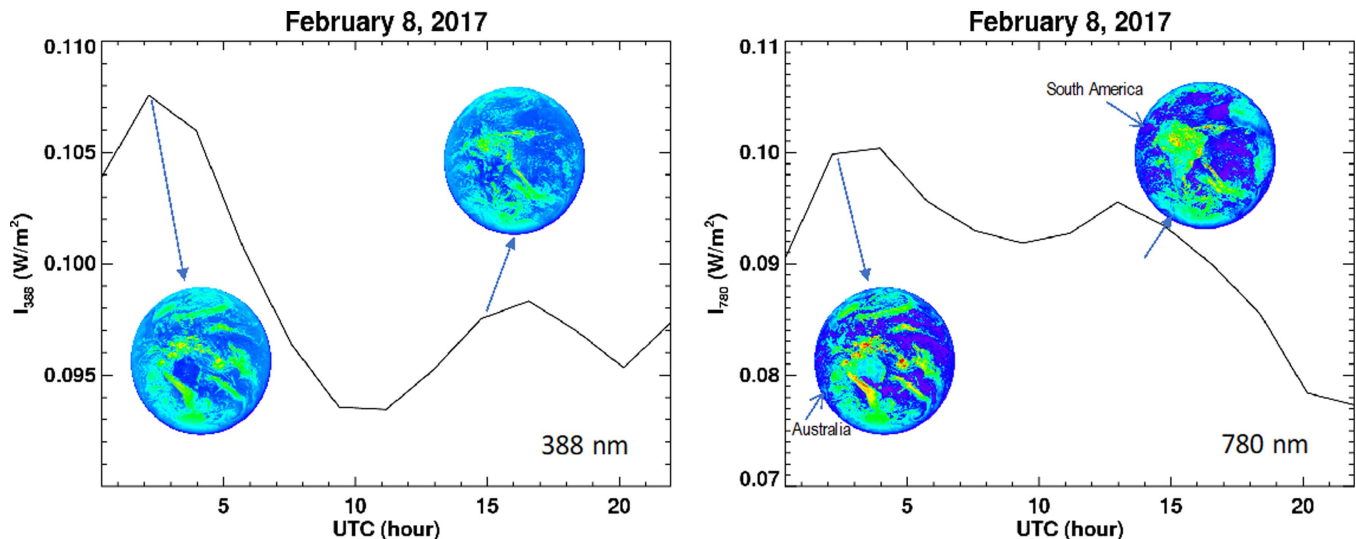 February 8, 2017
0.110
0.105
0.100
0.095
I388 (W/m2)
388 nm
5
10
15
20
UTC (hour)
February 8, 2017
0.11
0.10
0.09
0.08
0.07
I780 (W/m2)
South America
Australia
780 nm
5
10
15
20
UTC (hour)